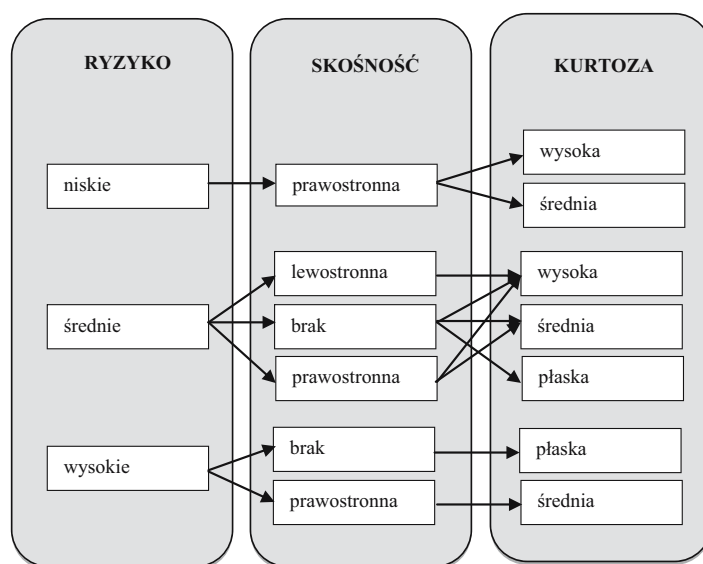 RYZYKO
SKOŚNOŚĆ
KURTOZA
niskie
prawostronna
wysoka
średnia
średnie
lewostronna
brak
prawostronna
wysoka
średnia
płaska
wysokie
brak
prawostronna
płaska
średnia